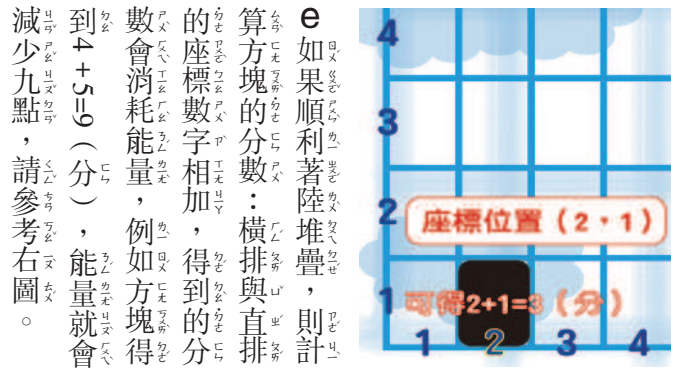 e如果順利著陸堆疊，則計
算方塊的分數：橫排與直排
的座標數字相加，得到的分
數會消耗能量，例如方塊得
到4+5=9（分），能量就會
減少九點，請參考右圖。
4
3
2
座標位置（2，1）
1
可得2+1=3（分）
1 2 3 4